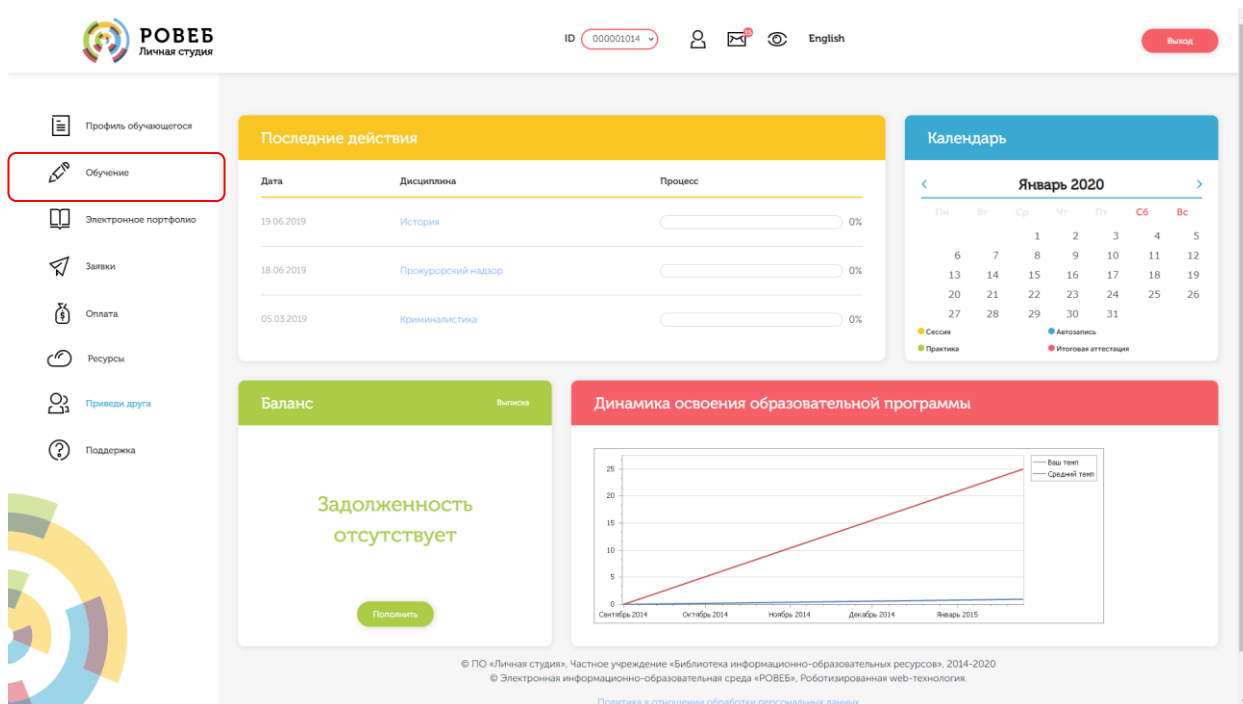 РОВЕБ
Личная студия
ID 000001014
15
English
Выход
Профиль обучающегося
Обучение
Электронное портфолио
Заявки
Оплата
Ресурсы
Приведи друга
Поддержка
Последние действия
Дата Дисциплина Процесс
19.06.2019 История 0%
18.06.2019 Прокурорский надзор 0%
05.03.2019 Криминалистика 0%
Календарь
< Январь 2020 >
Пн Вт Ср Чт Пт Сб Вс
1 2 3 4 5
6 7 8 9 10 11 12
13 14 15 16 17 18 19
20 21 22 23 24 25 26
27 28 29 30 31
Сессия Автозапись
Практика Итоговая аттестация
Баланс Выписка
Задолженность
отсутствует
Пополнить
Динамика освоения образовательной программы
Ваш темп
Средний темп
25
20
15
10
5
0
Сентябрь 2014 Октябрь 2014 Ноябрь 2014 Декабрь 2014 Январь 2015
© ПО «Личная студия», Частное учреждение «Библиотека информационно-образовательных ресурсов», 2014-2020
© Электронная информационно-образовательная среда «РОВЕБ», Роботизированная web-технология.
Политика в отношении обработки персональных данных